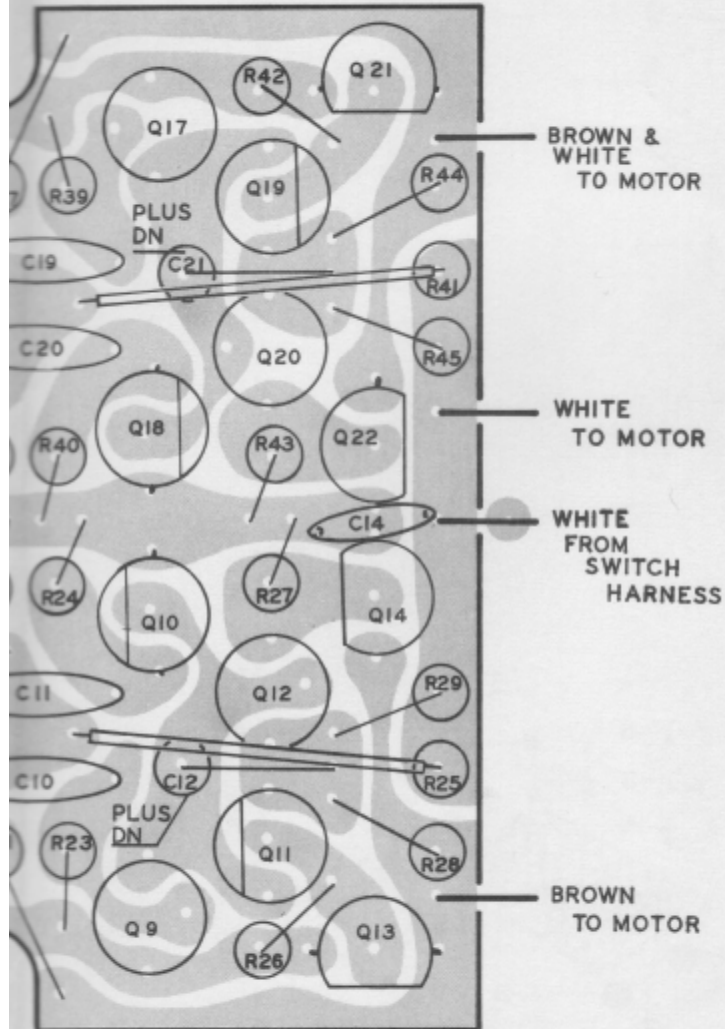 R42
Q21
Q17
BROWN &
WHITE
TO MOTOR
Q19
R39
R44
PLUS
DN
C19
C21
R41
C20
Q20
R45
Q18
WHITE
TO MOTOR
R40
R43
Q22
C14
WHITE
FROM
SWITCH
HARNESS
R24
R27
Q10
Q14
Q12
R29
C11
C12
R25
C10
PLUS
DN
R23
Q11
R28
BROWN
TO MOTOR
Q9
Q13
R26